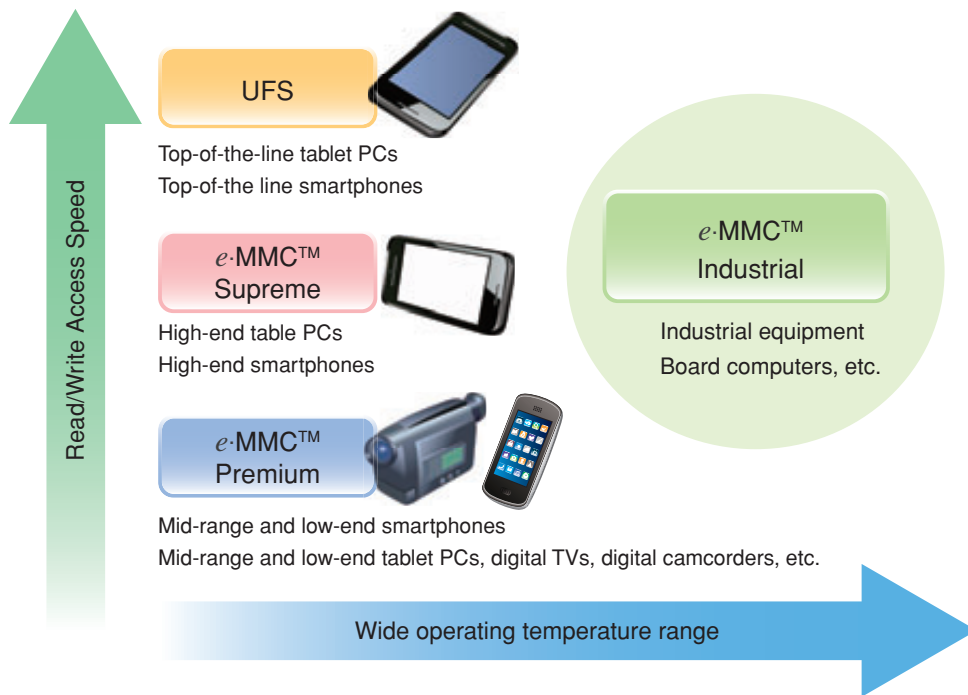 Read/Write Access Speed
UFS
Top-of-the-line tablet PCs
Top-of-the line smartphones
e·MMC™
Supreme
High-end table PCs
High-end smartphones
e·MMC™
Premium
Mid-range and low-end smartphones
Mid-range and low-end tablet PCs, digital TVs, digital camcorders, etc.
e·MMC™
Industrial
Industrial equipment
Board computers, etc.
Wide operating temperature range